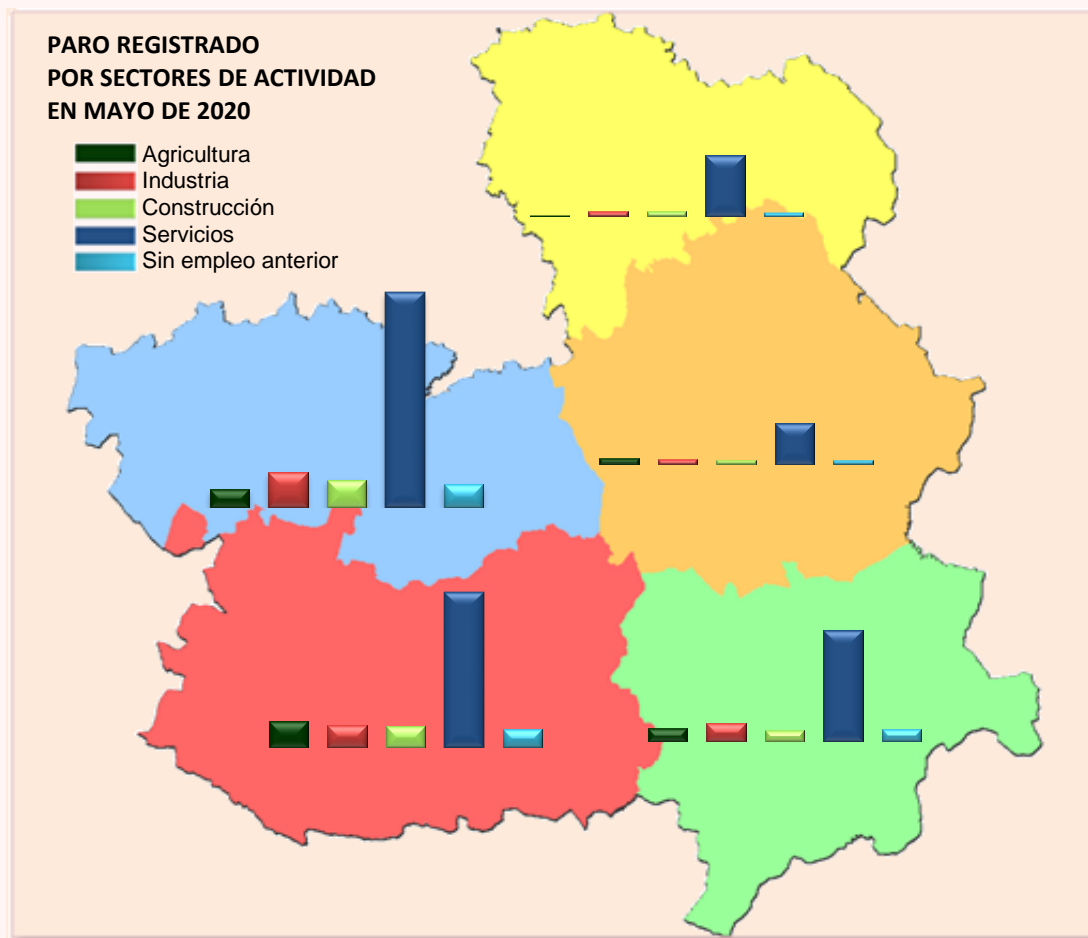 PARO REGISTRADO
POR SECTORES DE ACTIVIDAD
EN MAYO DE 2020
Agricultura
Industria
Construcción
Servicios
Sin empleo anterior